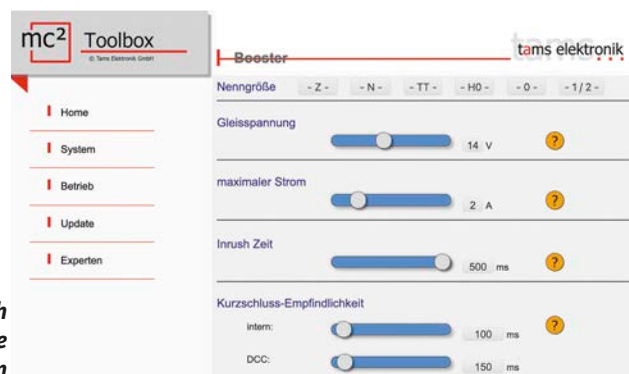 mc² Toolbox
© Tams Elektronik GmbH
tams elektronik
Booster
Home
System
Betrieb
Update
Experten
Nenngröße - Z - - N - - TT - - H0 - - 0 - - 1 / 2 -
Gleisspannung
14 V ?
maximaler Strom
2 A ?
Inrush Zeit
500 ms ?
Kurzschluss-Empfindlichkeit
intern: 100 ms ?
DCC: 150 ms
h
e
n